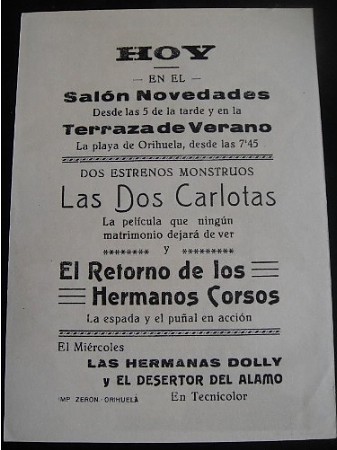 HOY
— EN EL —
Salón Novedades
Desde las 5 de la tarde y en la
Terraza de Verano
La playa de Orihuela, desde las 7'45
DOS ESTRENOS MONSTRUOS
Las Dos Carlotas
La película que ningún
matrimonio dejará de ver
******** y *********
El Retorno de los
Hermanos Corsos
La espada y el puñal en acción
El Miércoles
LAS HERMANAS DOLLY
y EL DESERTOR DEL ALAMO
IMP ZERÓN.-ORIHUELA En Tecnicolor